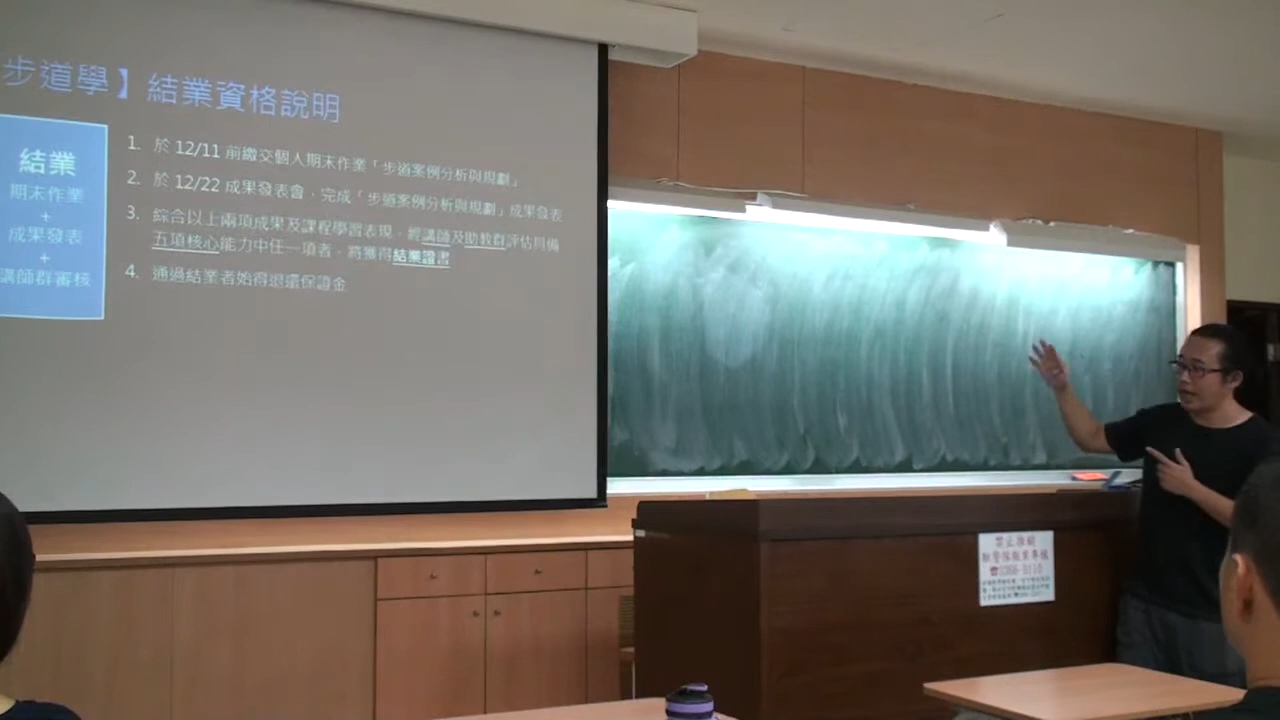 步道學】結業資格說明
結業
期末作業
+
成果發表
+
講師群審核
1. 於 12/11 前繳交個人期末作業「步道案例分析與規劃」
2. 於 12/22 成果發表會，完成「步道案例分析與規劃」成果發表
3. 綜合以上兩項成果及課程學習表現，經講師及助教群評估具備
五項核心能力中任一項者，將獲得結業證書
4. 通過結業者始得退還保證金
禁止推銷